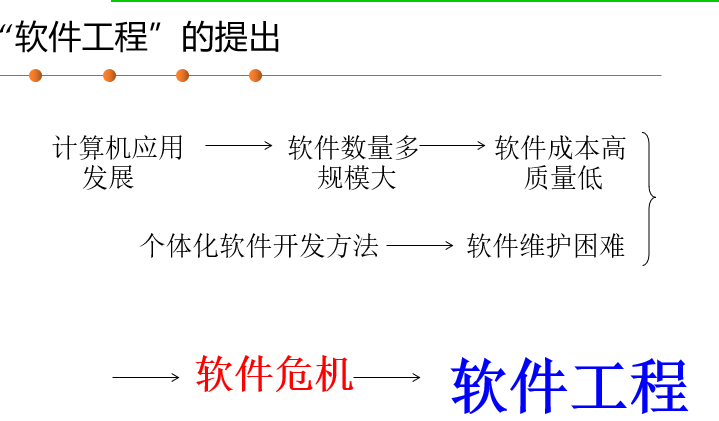 “软件工程”的提出
计算机应用 软件数量多 软件成本高
发展 规模大 质量低
个体化软件开发方法 软件维护困难
软件危机 软件工程